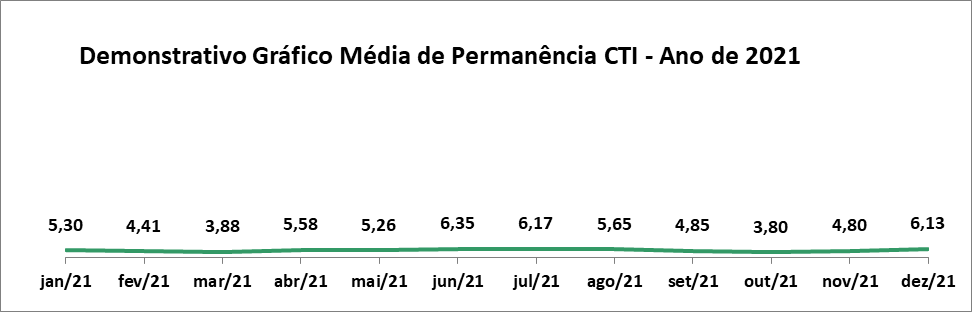 Demonstrativo Gráfico Média de Permanência CTI - Ano de 2021
5,30 4,41 3,88 5,58 5,26 6,35 6,17 5,65 4,85 3,80 4,80 6,13
jan/21 fev/21 mar/21 abr/21 mai/21 jun/21 jul/21 ago/21 set/21 out/21 nov/21 dez/21